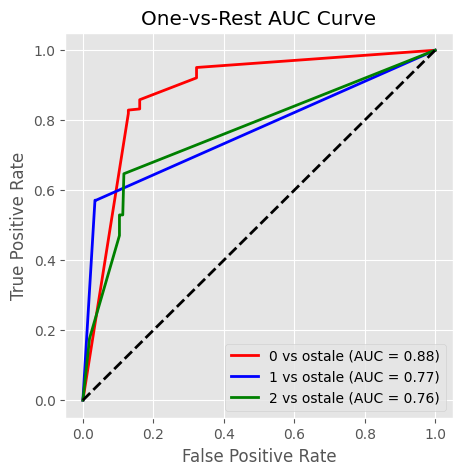 One-vs-Rest AUC Curve
True Positive Rate
1.0
0.8
0.6
0.4
0.2
0.0
0 vs ostale (AUC = 0.88)
1 vs ostale (AUC = 0.77)
2 vs ostale (AUC = 0.76)
0.0 0.2 0.4 0.6 0.8 1.0
False Positive Rate